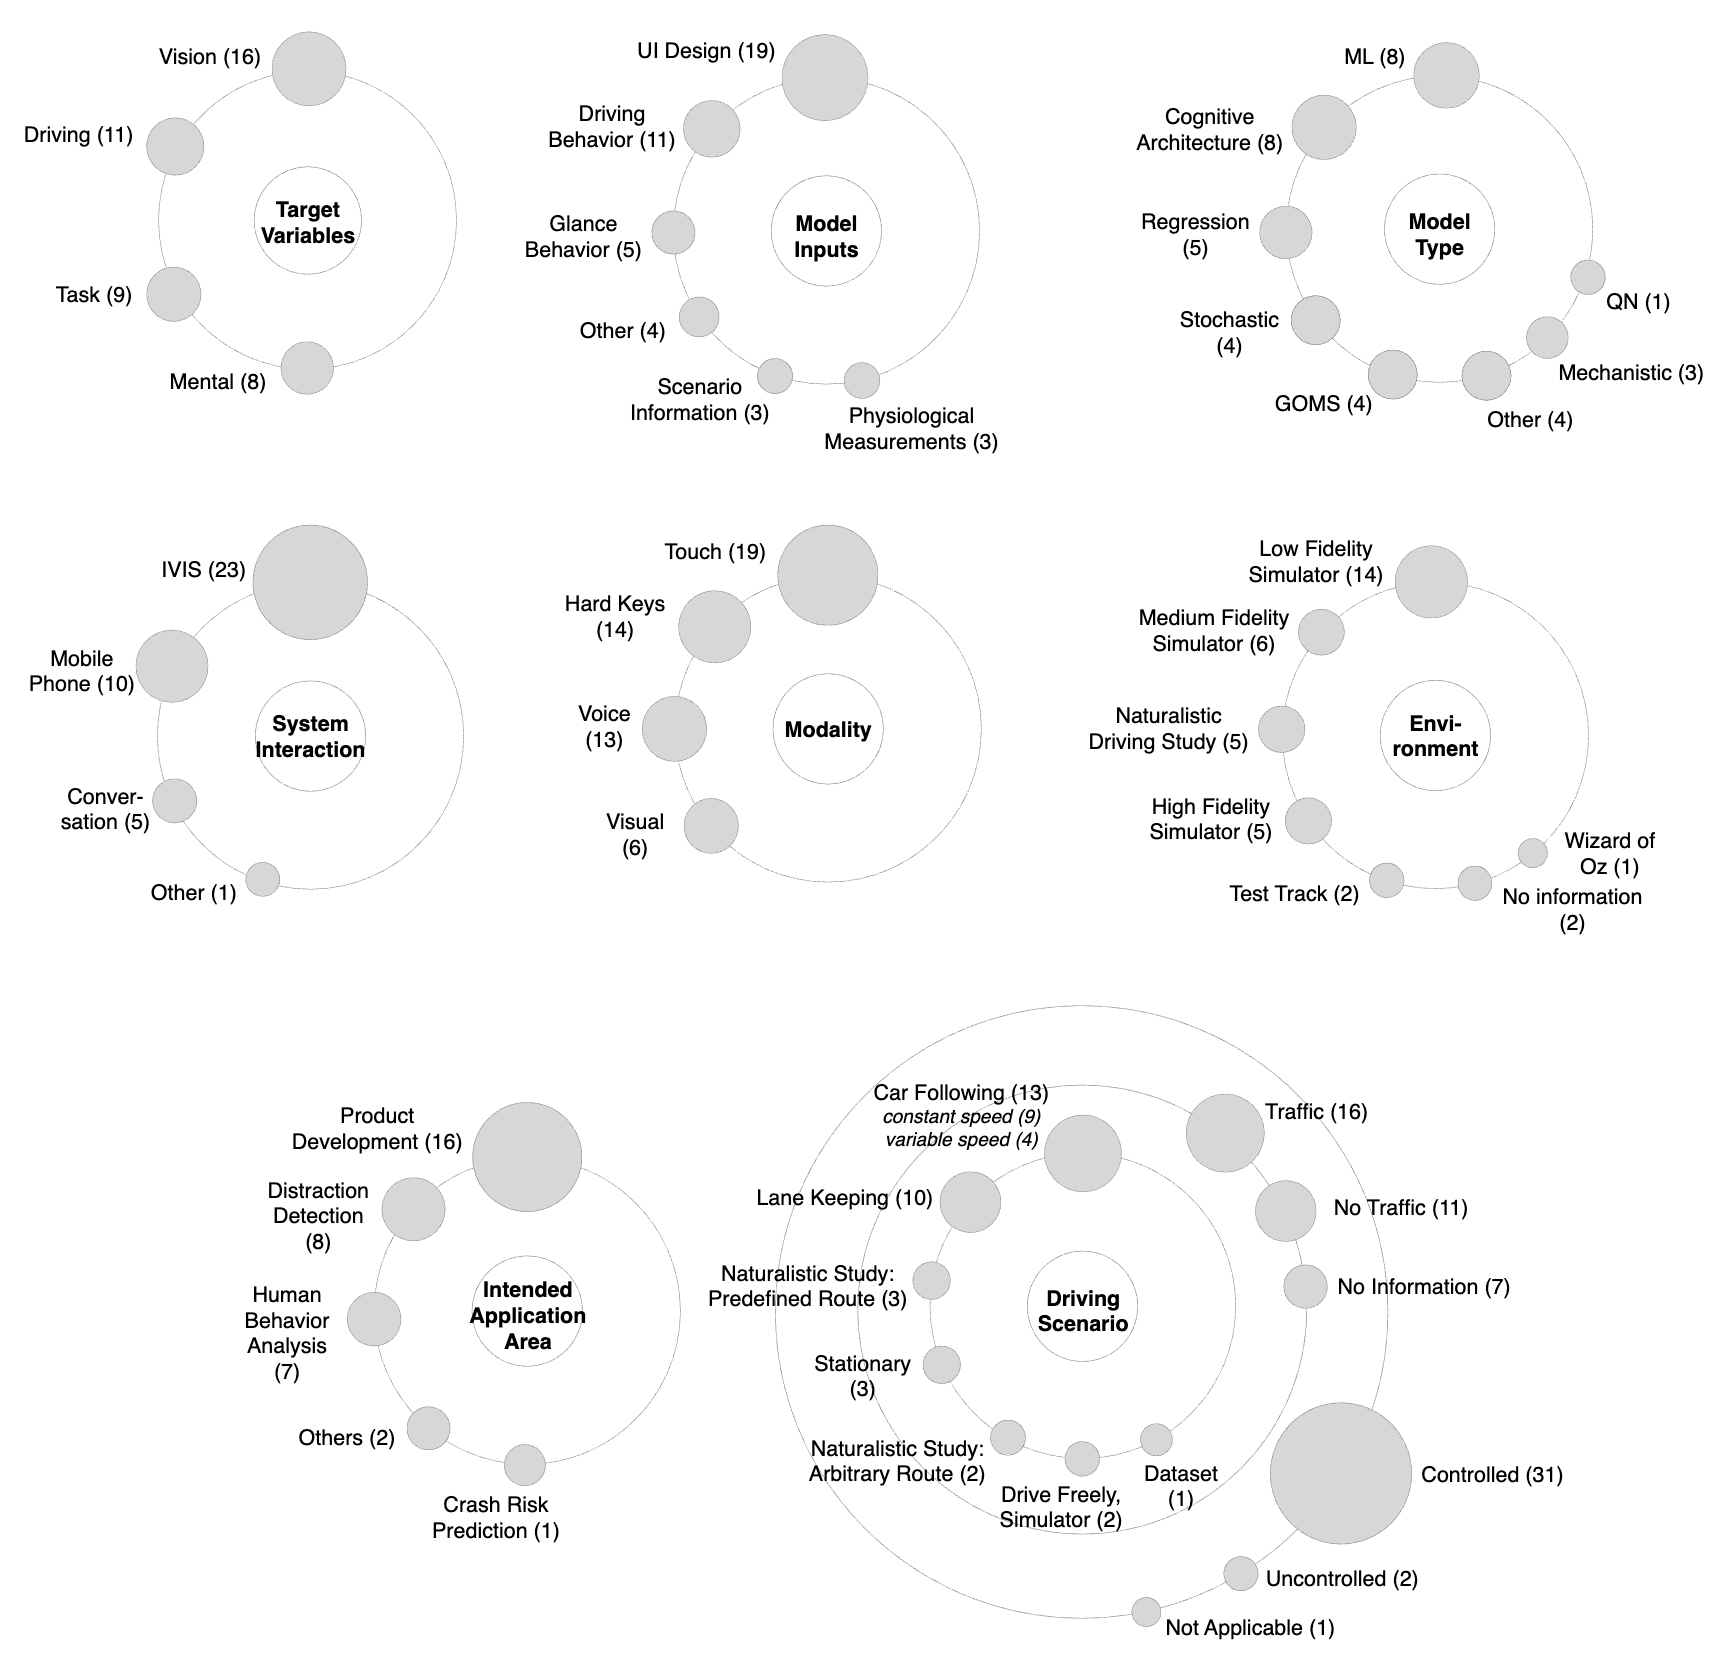 Vision (16)
Driving (11)
Task (9)
Mental (8)
Target
Variables
UI Design (19)
Driving
Behavior (11)
Glance
Behavior (5)
Other (4)
Scenario
Information (3)
Physiological
Measurements (3)
Model
Inputs
ML (8)
Cognitive
Architecture (8)
Regression
(5)
Stochastic
(4)
GOMS (4)
Other (4)
Mechanistic (3)
QN (1)
Model
Type
IVIS (23)
Mobile
Phone (10)
Conver-
sation (5)
Other (1)
System
Interaction
Touch (19)
Hard Keys
(14)
Voice
(13)
Visual
(6)
Modality
Low Fidelity
Simulator (14)
Medium Fidelity
Simulator (6)
Naturalistic
Driving Study (5)
High Fidelity
Simulator (5)
Test Track (2)
No information
(2)
Wizard of
Oz (1)
Envi-
ronment
Product
Development (16)
Distraction
Detection
(8)
Human
Behavior
Analysis
(7)
Others (2)
Crash Risk
Prediction (1)
Intended
Application
Area
Car Following (13)
constant speed (9)
variable speed (4)
Lane Keeping (10)
Naturalistic Study:
Predefined Route (3)
Stationary
(3)
Naturalistic Study:
Arbitrary Route (2)
Drive Freely,
Simulator (2)
Dataset
(1)
Driving
Scenario
Traffic (16)
No Traffic (11)
No Information (7)
Controlled (31)
Uncontrolled (2)
Not Applicable (1)